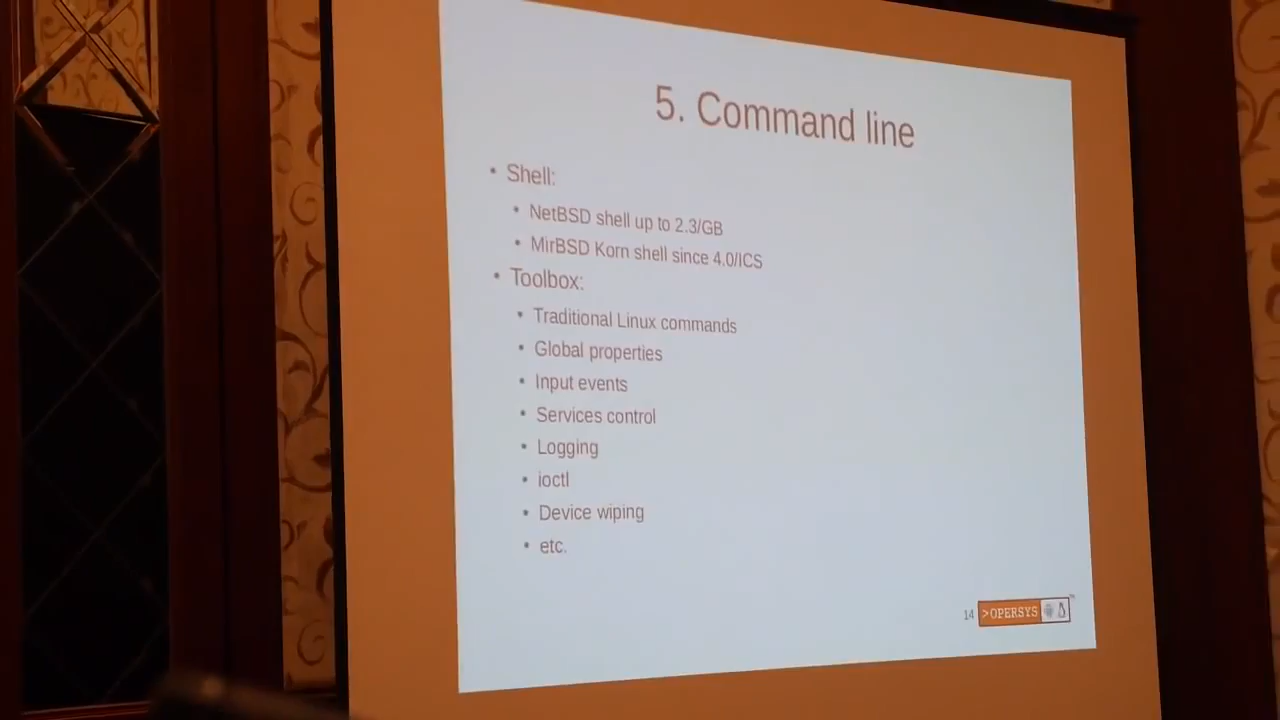 5. Command line
• Shell:
• NetBSD shell up to 2.3/GB
• MirBSD Korn shell since 4.0/ICS
• Toolbox:
• Traditional Linux commands
• Global properties
• Input events
• Services control
• Logging
• ioctl
• Device wiping
• etc.
14 >OPERSYS ™